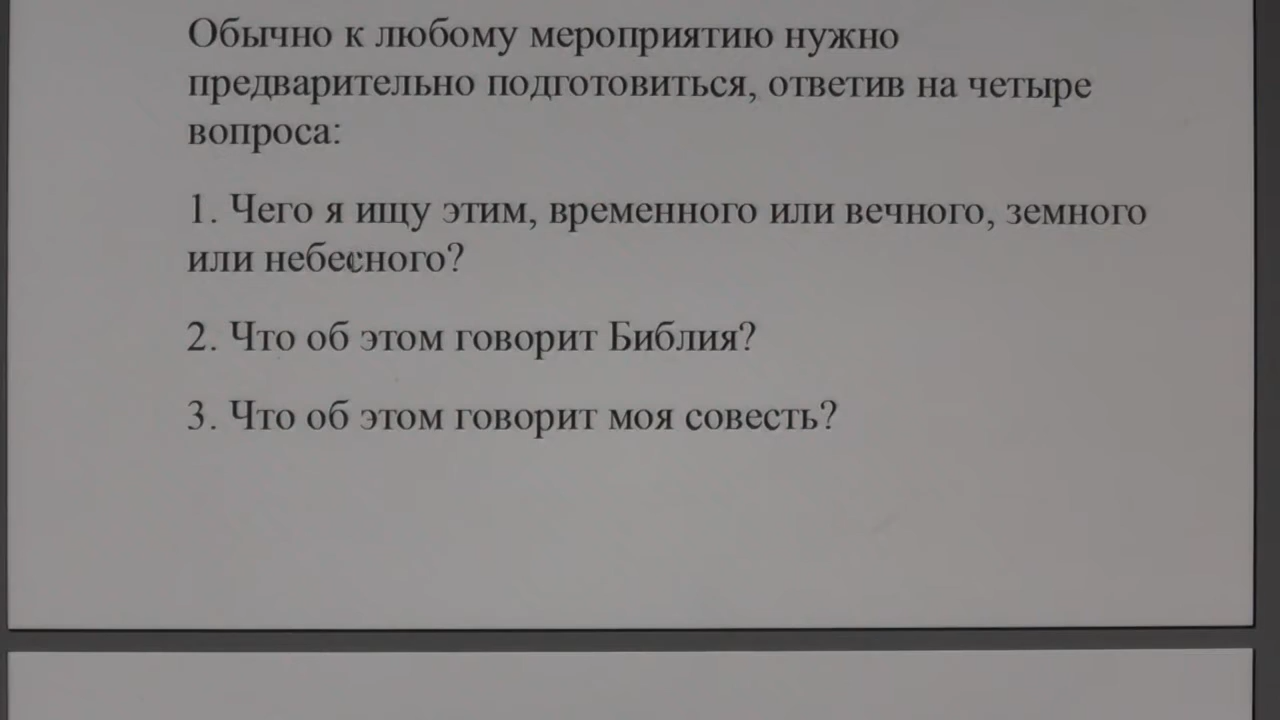 Обычно к любому мероприятию нужно
предварительно подготовиться, ответив на четыре
вопроса:
1. Чего я ищу этим, временного или вечного, земного
или небесного?
2. Что об этом говорит Библия?
3. Что об этом говорит моя совесть?